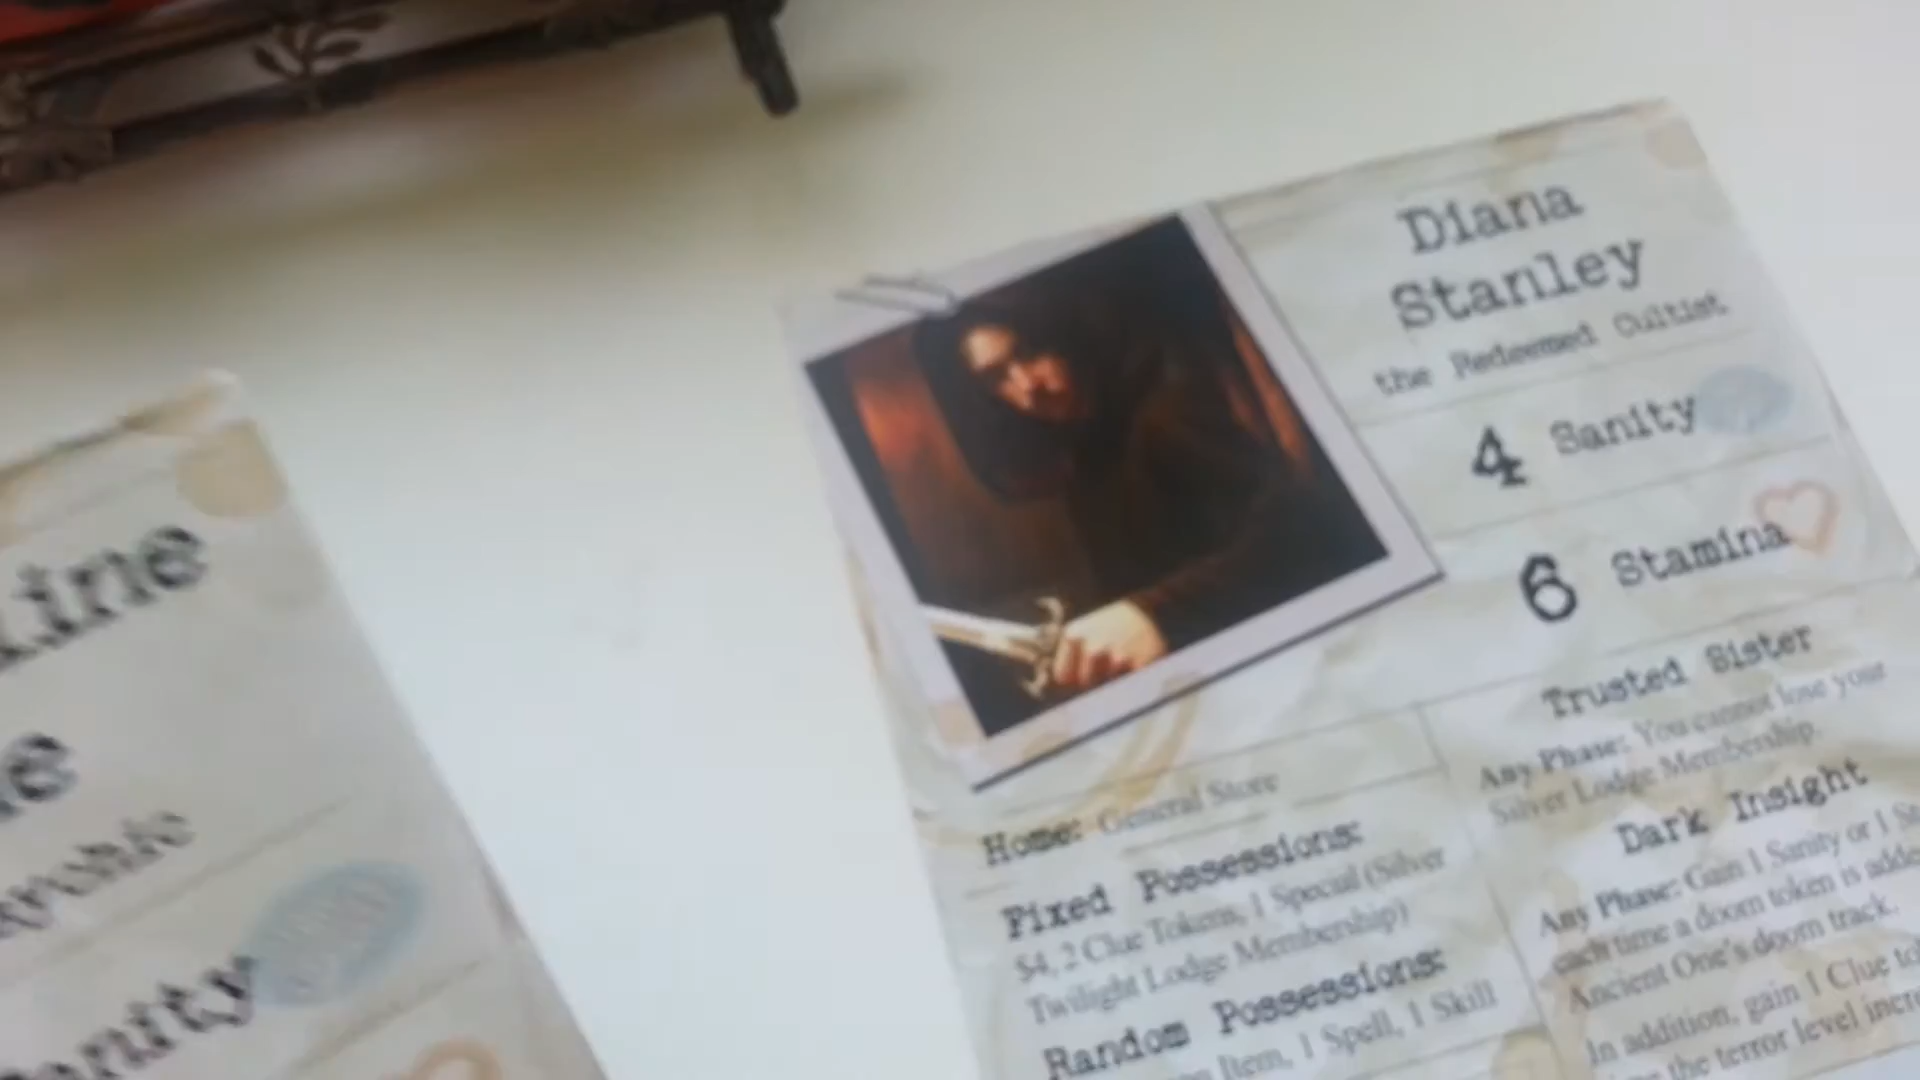 Diana
Stanley
the Redeemed Cultist
4 Sanity
6 Stamina
Home: General Store
Fixed Possessions:
$4, 2 Clue Tokens, 1 Special (Silver
Twilight Lodge Membership)
Random Possessions:
Item, 1 Spell, 1 Skill
Trusted Sister
Any Phase: You cannot lose your
Silver Lodge Membership.
Dark Insight
Any Phase: Gain 1 Sanity or 1
each time a doom token is
Ancient One's doom track.
In addition, gain 1 Clue
the terror level